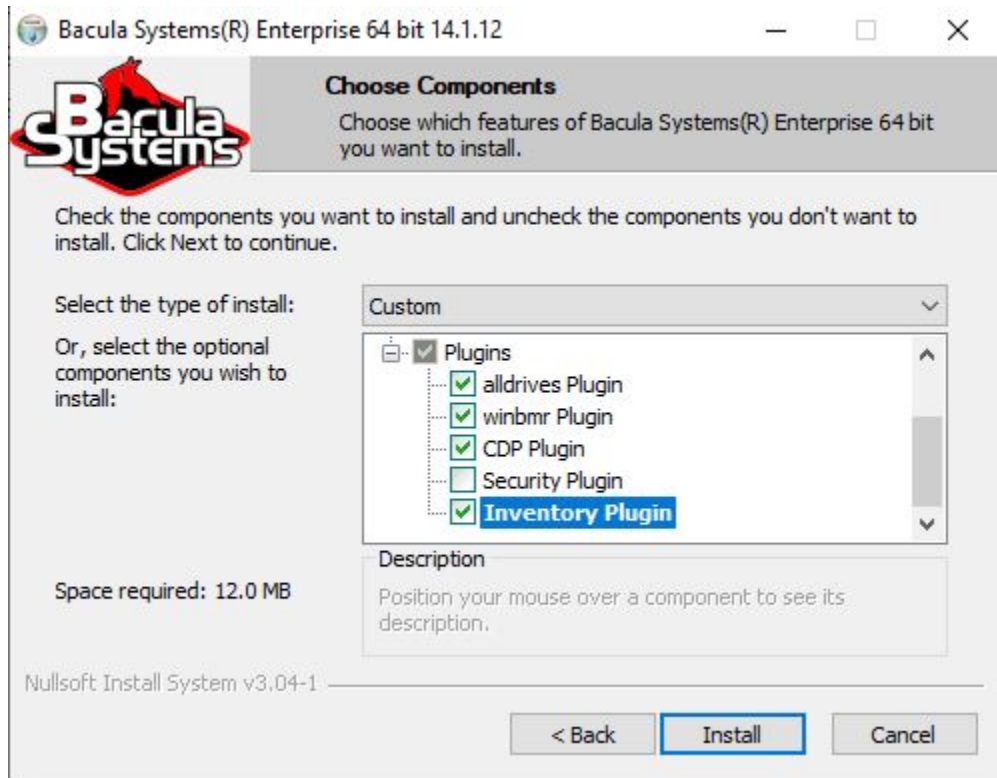 Bacula Systems(R) Enterprise 64 bit 14.1.12
Bacula
Systems
Choose Components
Choose which features of Bacula Systems(R) Enterprise 64 bit
you want to install.
Check the components you want to install and uncheck the components you don't want to
install. Click Next to continue.
Select the type of install:
Custom
Or, select the optional
components you wish to
install:
Plugins
alldrives Plugin
winbmr Plugin
CDP Plugin
Security Plugin
Inventory Plugin
Space required: 12.0 MB
Description
Position your mouse over a component to see its
description.
Nullsoft Install System v3.04-1
< Back
Install
Cancel